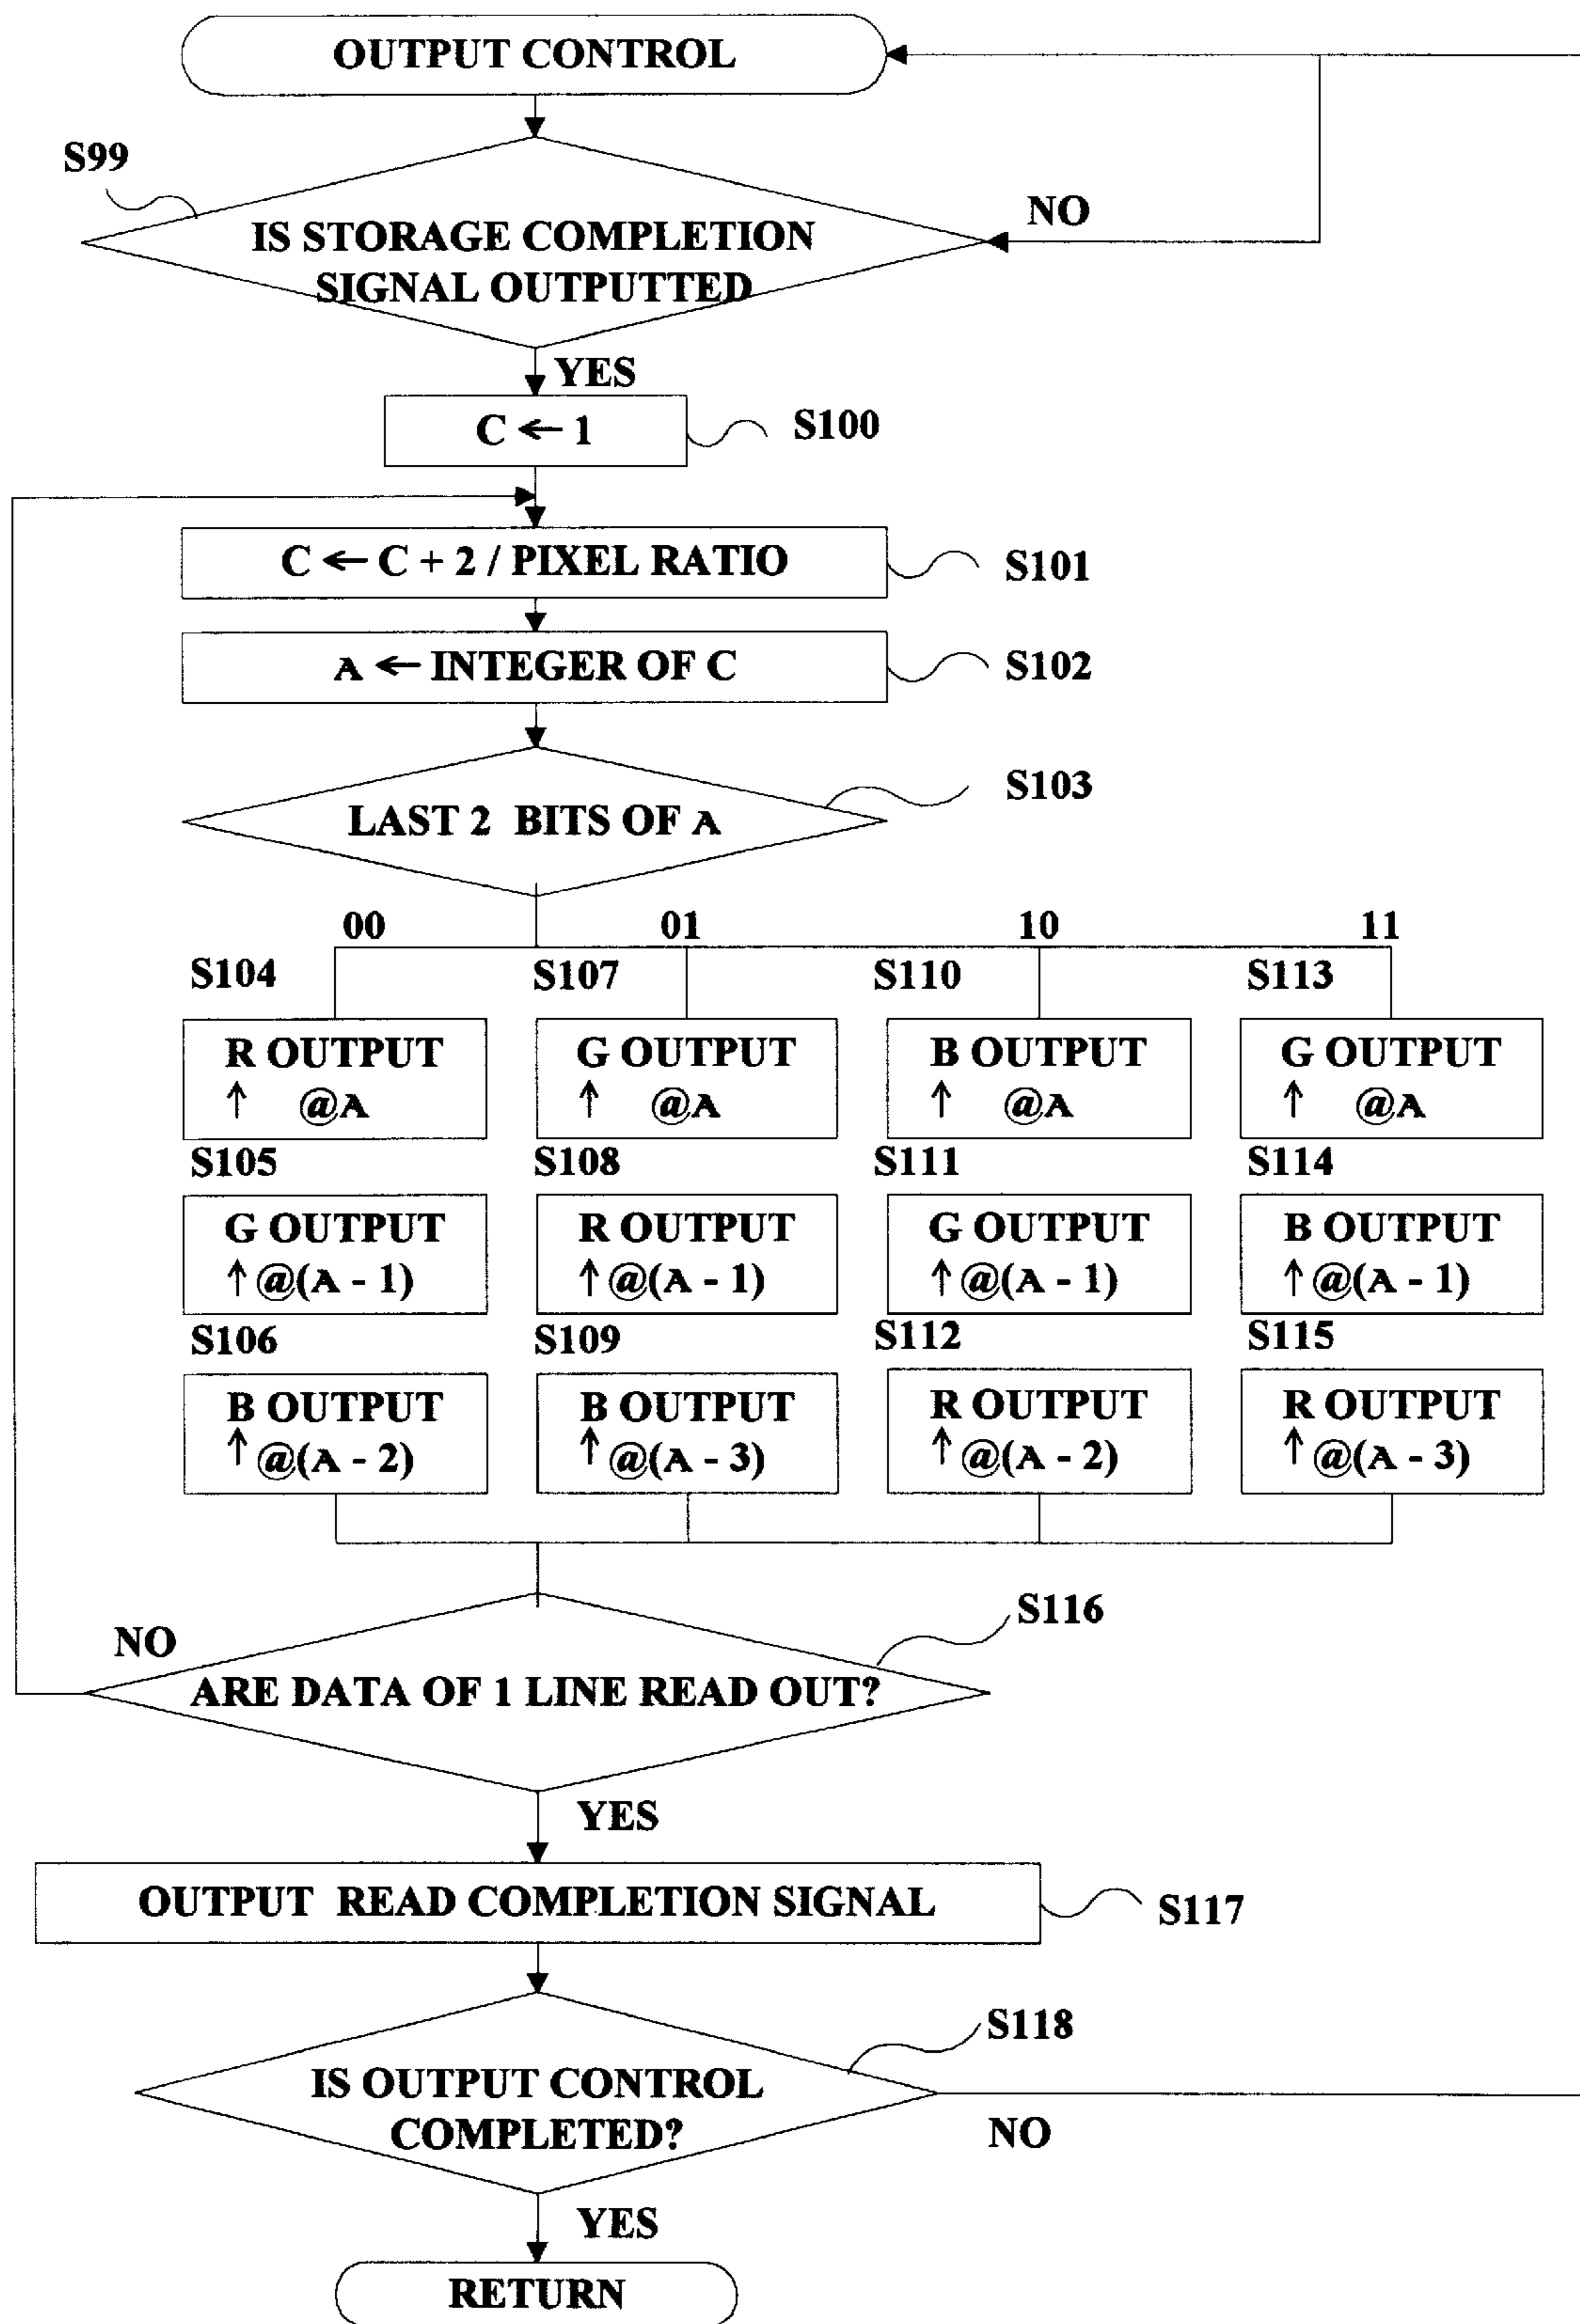 OUTPUT CONTROL
S99
NO
IS STORAGE COMPLETION
SIGNAL OUTPUTTED
YES
C ← 1
S100
C ← C + 2 / PIXEL RATIO
S101
A ← INTEGER OF C
S102
S103
LAST 2 BITS OF A
00 01 10 11
S104 S107 S110 S113
R OUTPUT G OUTPUT B OUTPUT G OUTPUT
↑ @A ↑ @A ↑ @A ↑ @A
S105 S108 S111 S114
G OUTPUT R OUTPUT G OUTPUT B OUTPUT
↑ @(A - 1) ↑ @(A - 1) ↑ @(A - 1) ↑ @(A - 1)
S106 S109 S112 S115
B OUTPUT B OUTPUT R OUTPUT R OUTPUT
↑ @(A - 2) ↑ @(A - 3) ↑ @(A - 2) ↑ @(A - 3)
S116
NO
ARE DATA OF 1 LINE READ OUT?
YES
OUTPUT READ COMPLETION SIGNAL
S117
S118
IS OUTPUT CONTROL
COMPLETED?
NO
YES
RETURN